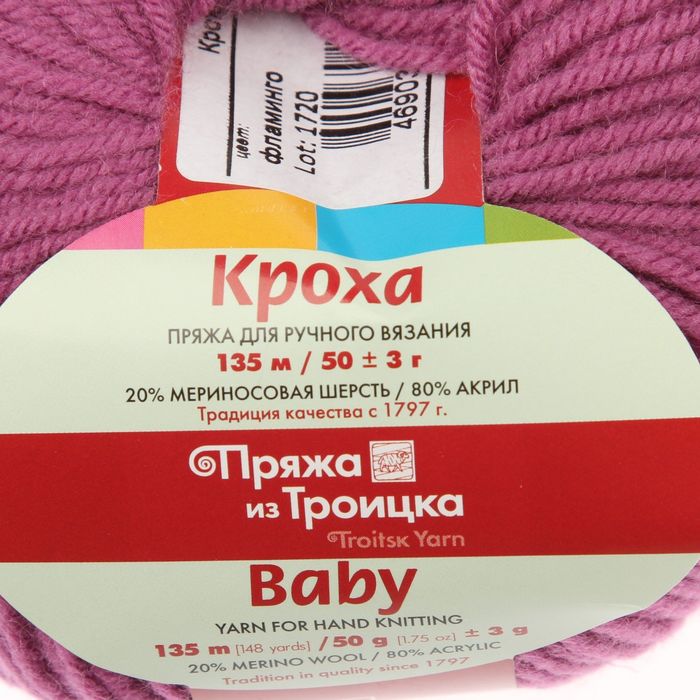 цвет:
фламинго
Lot: 1720
46903
Кроха
ПРЯЖА ДЛЯ РУЧНОГО ВЯЗАНИЯ
135 м / 50 ± 3 г
20% МЕРИНОСОВАЯ ШЕРСТЬ / 80% АКРИЛ
Традиция качества с 1797 г.
Пряжа
из Троицка
Troitsk Yarn
Baby
YARN FOR HAND KNITTING
135 m [148 yards] / 50 g [1.75 oz] ± 3 g
20% MERINO WOOL / 80% ACRYLIC
Tradition in quality since 1797